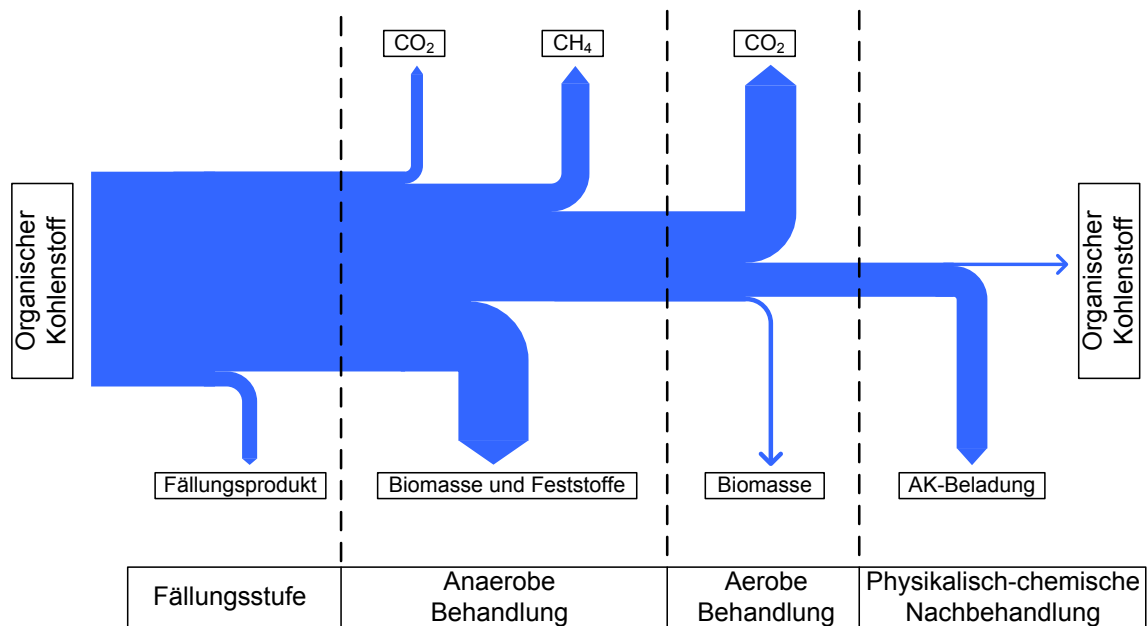 CO₂
CH₄
CO₂
Organischer
Kohlenstoff
Organischer
Kohlenstoff
Fällungsprodukt
Biomasse und Feststoffe
Biomasse
AK-Beladung
Fällungsstufe
Anaerobe
Behandlung
Aerobe
Behandlung
Physikalisch-chemische
Nachbehandlung